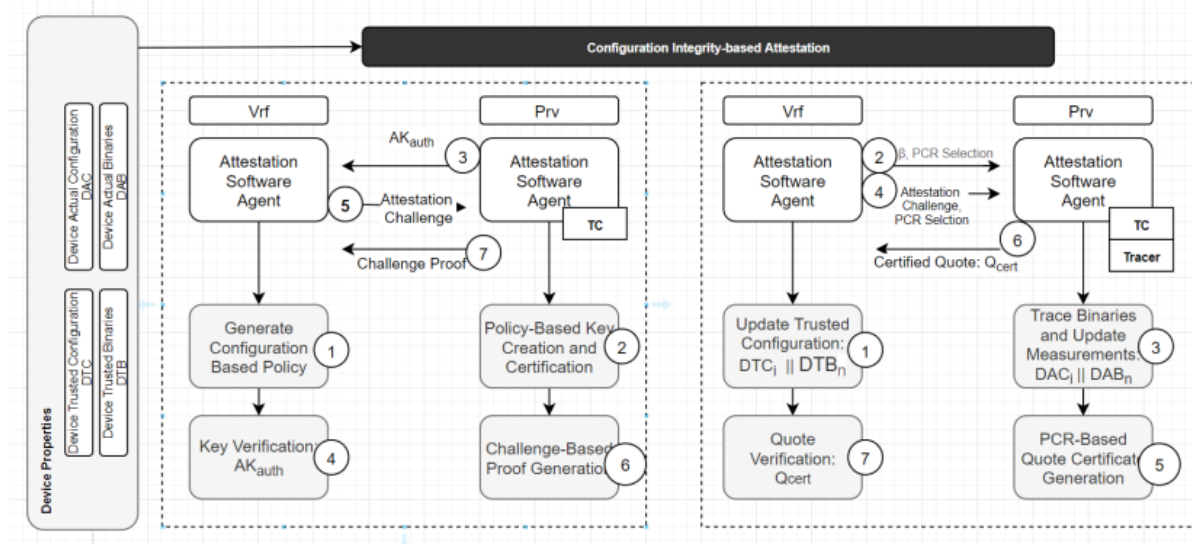 Configuration Integrity-based Attestation
Device Properties
Device Actual Configuration
DAC
Device Actual Binaries
DAB
Device Trusted Configuration
DTC
Device Trusted Binaries
DTB
Vrf
Prv
Attestation
Software
Agent
AKauth
3
Attestation
Software
Agent
TC
5
Attestation
Challenge
7
Challenge Proof
Generate
Configuration
Based Policy
1
Policy-Based Key
Creation and
Certification
2
Key Verification:
AKauth
4
Challenge-Based
Proof Generation
6
Vrf
Prv
Attestation
Software
Agent
2
β, PCR Selection
4
Attestation
Challenge,
PCR Selction
Attestation
Software
Agent
TC
Tracer
6
Certified Quote: Qcert
Update Trusted
Configuration:
DTCi || DTBn
1
Trace Binaries
and Update
Measurements:
DACi || DABn
3
Quote
Verification:
Qcert
7
PCR-Based
Quote Certificate
Generation
5